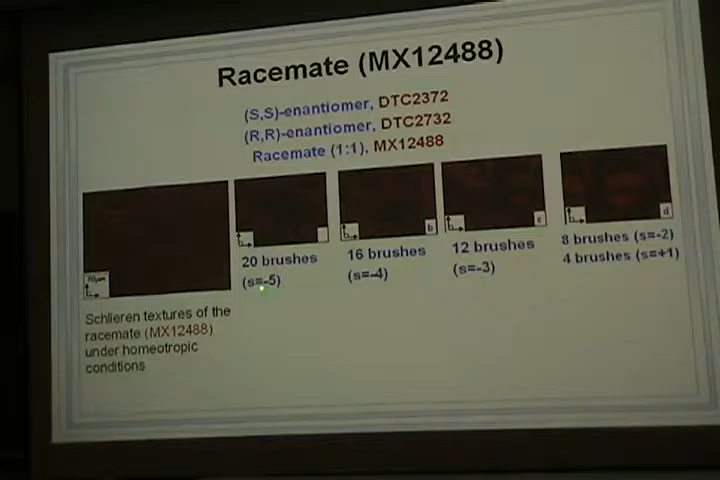 Racemate (MX12488)
(S,S)-enantiomer, DTC2372
(R,R)-enantiomer, DTC2732
Racemate (1:1), MX12488
b
c
d
20 brushes
(s=-5)
16 brushes
(s=-4)
12 brushes
(s=-3)
8 brushes (s=-2)
4 brushes (s=+1)
Schlieren textures of the
racemate (MX12488)
under homeotropic
conditions